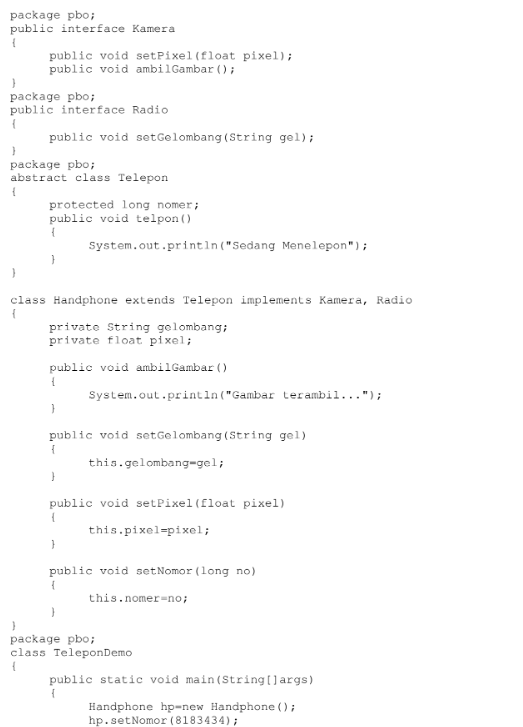 package pbo;
public interface Kamera
{
public void setPixel(float pixel);
public void ambilGambar();
}
package pbo;
public interface Radio
{
public void setGelombang(String gel);
}
package pbo;
abstract class Telepon
{
protected long nomer;
public void telpon()
{
System.out.println("Sedang Menelepon");
}
}
class Handphone extends Telepon implements Kamera, Radio
{
private String gelombang;
private float pixel;
public void ambilGambar()
{
System.out.println("Gambar terambil...");
}
public void setGelombang(String gel)
{
this.gelombang=gel;
}
public void setPixel(float pixel)
{
this.pixel=pixel;
}
public void setNomor(long no)
{
this.nomer=no;
}
}
package pbo;
class TeleponDemo
{
public static void main(String[]args)
{
Handphone hp=new Handphone();
hp.setNomor(8183434);